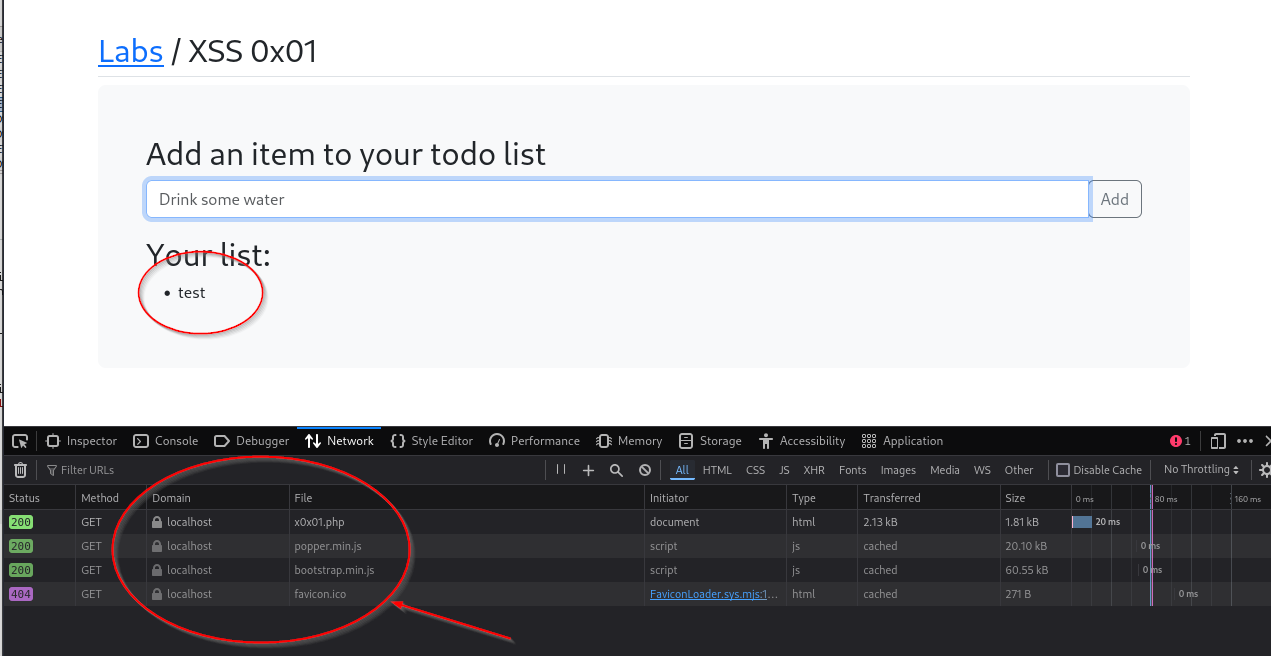 Labs / XSS 0x01
Add an item to your todo list
Drink some water Add
Your list:
• test
Inspector Console Debugger Network Style Editor Performance Memory Storage Accessibility Application 1
Filter URLs All HTML CSS JS XHR Fonts Images Media WS Other Disable Cache No Throttling
Status Method Domain File Initiator Type Transferred Size 0 ms 80 ms 160 ms
200 GET localhost x0x01.php document html 2.13 kB 1.81 kB 20 ms
200 GET localhost popper.min.js script js cached 20.10 kB 0 ms
200 GET localhost bootstrap.min.js script js cached 60.55 kB 0 ms
404 GET localhost favicon.ico FaviconLoader.sys.mjs:1... html cached 271 B 0 ms